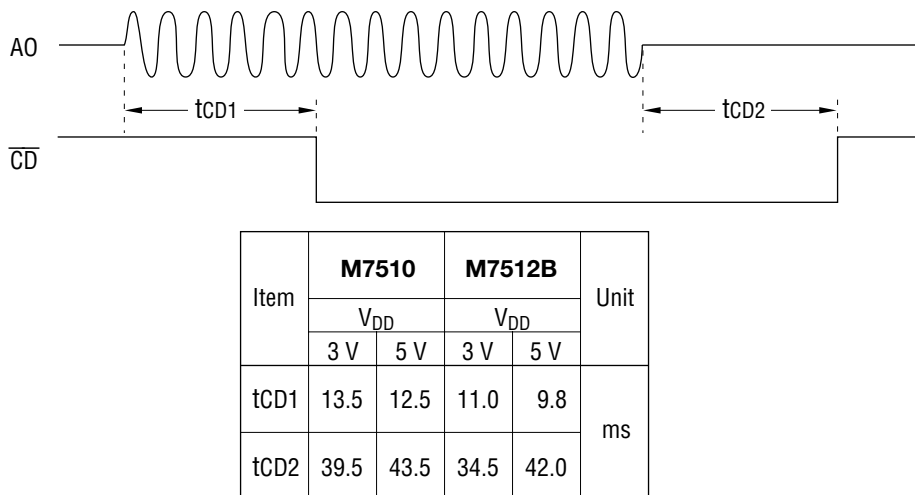 AO
tCD1
tCD2
CD
Item M7510 M7512B Unit
VDD VDD
3 V 5 V 3 V 5 V
tCD1 13.5 12.5 11.0 9.8 ms
tCD2 39.5 43.5 34.5 42.0